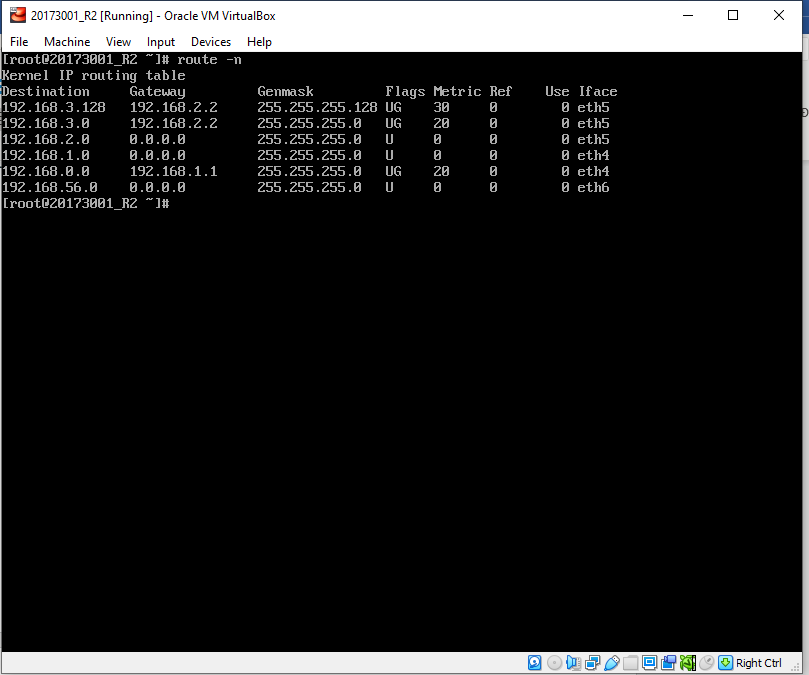 20173001_R2 [Running] - Oracle VM VirtualBox
File Machine View Input Devices Help
[root@20173001_R2 ~]# route -n
Kernel IP routing table
Destination Gateway Genmask Flags Metric Ref Use Iface
192.168.3.128 192.168.2.2 255.255.255.128 UG 30 0 0 eth5
192.168.3.0 192.168.2.2 255.255.255.0 UG 20 0 0 eth5
192.168.2.0 0.0.0.0 255.255.255.0 U 0 0 0 eth5
192.168.1.0 0.0.0.0 255.255.255.0 U 0 0 0 eth4
192.168.0.0 192.168.1.1 255.255.255.0 UG 20 0 0 eth4
192.168.56.0 0.0.0.0 255.255.255.0 U 0 0 0 eth6
[root@20173001_R2 ~]#
Right Ctrl